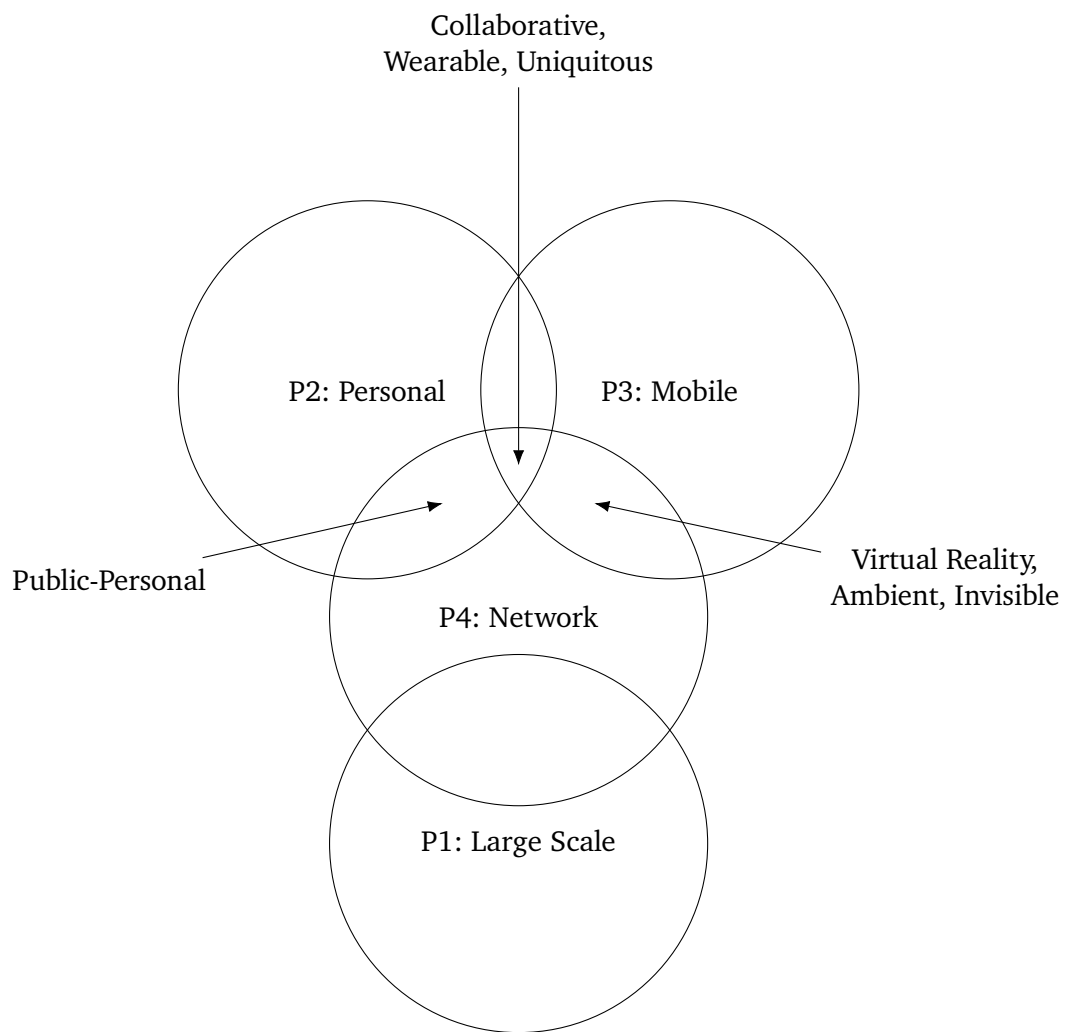 Collaborative,
Wearable, Uniquitous
P2: Personal
P3: Mobile
Public-Personal
Virtual Reality,
Ambient, Invisible
P4: Network
P1: Large Scale